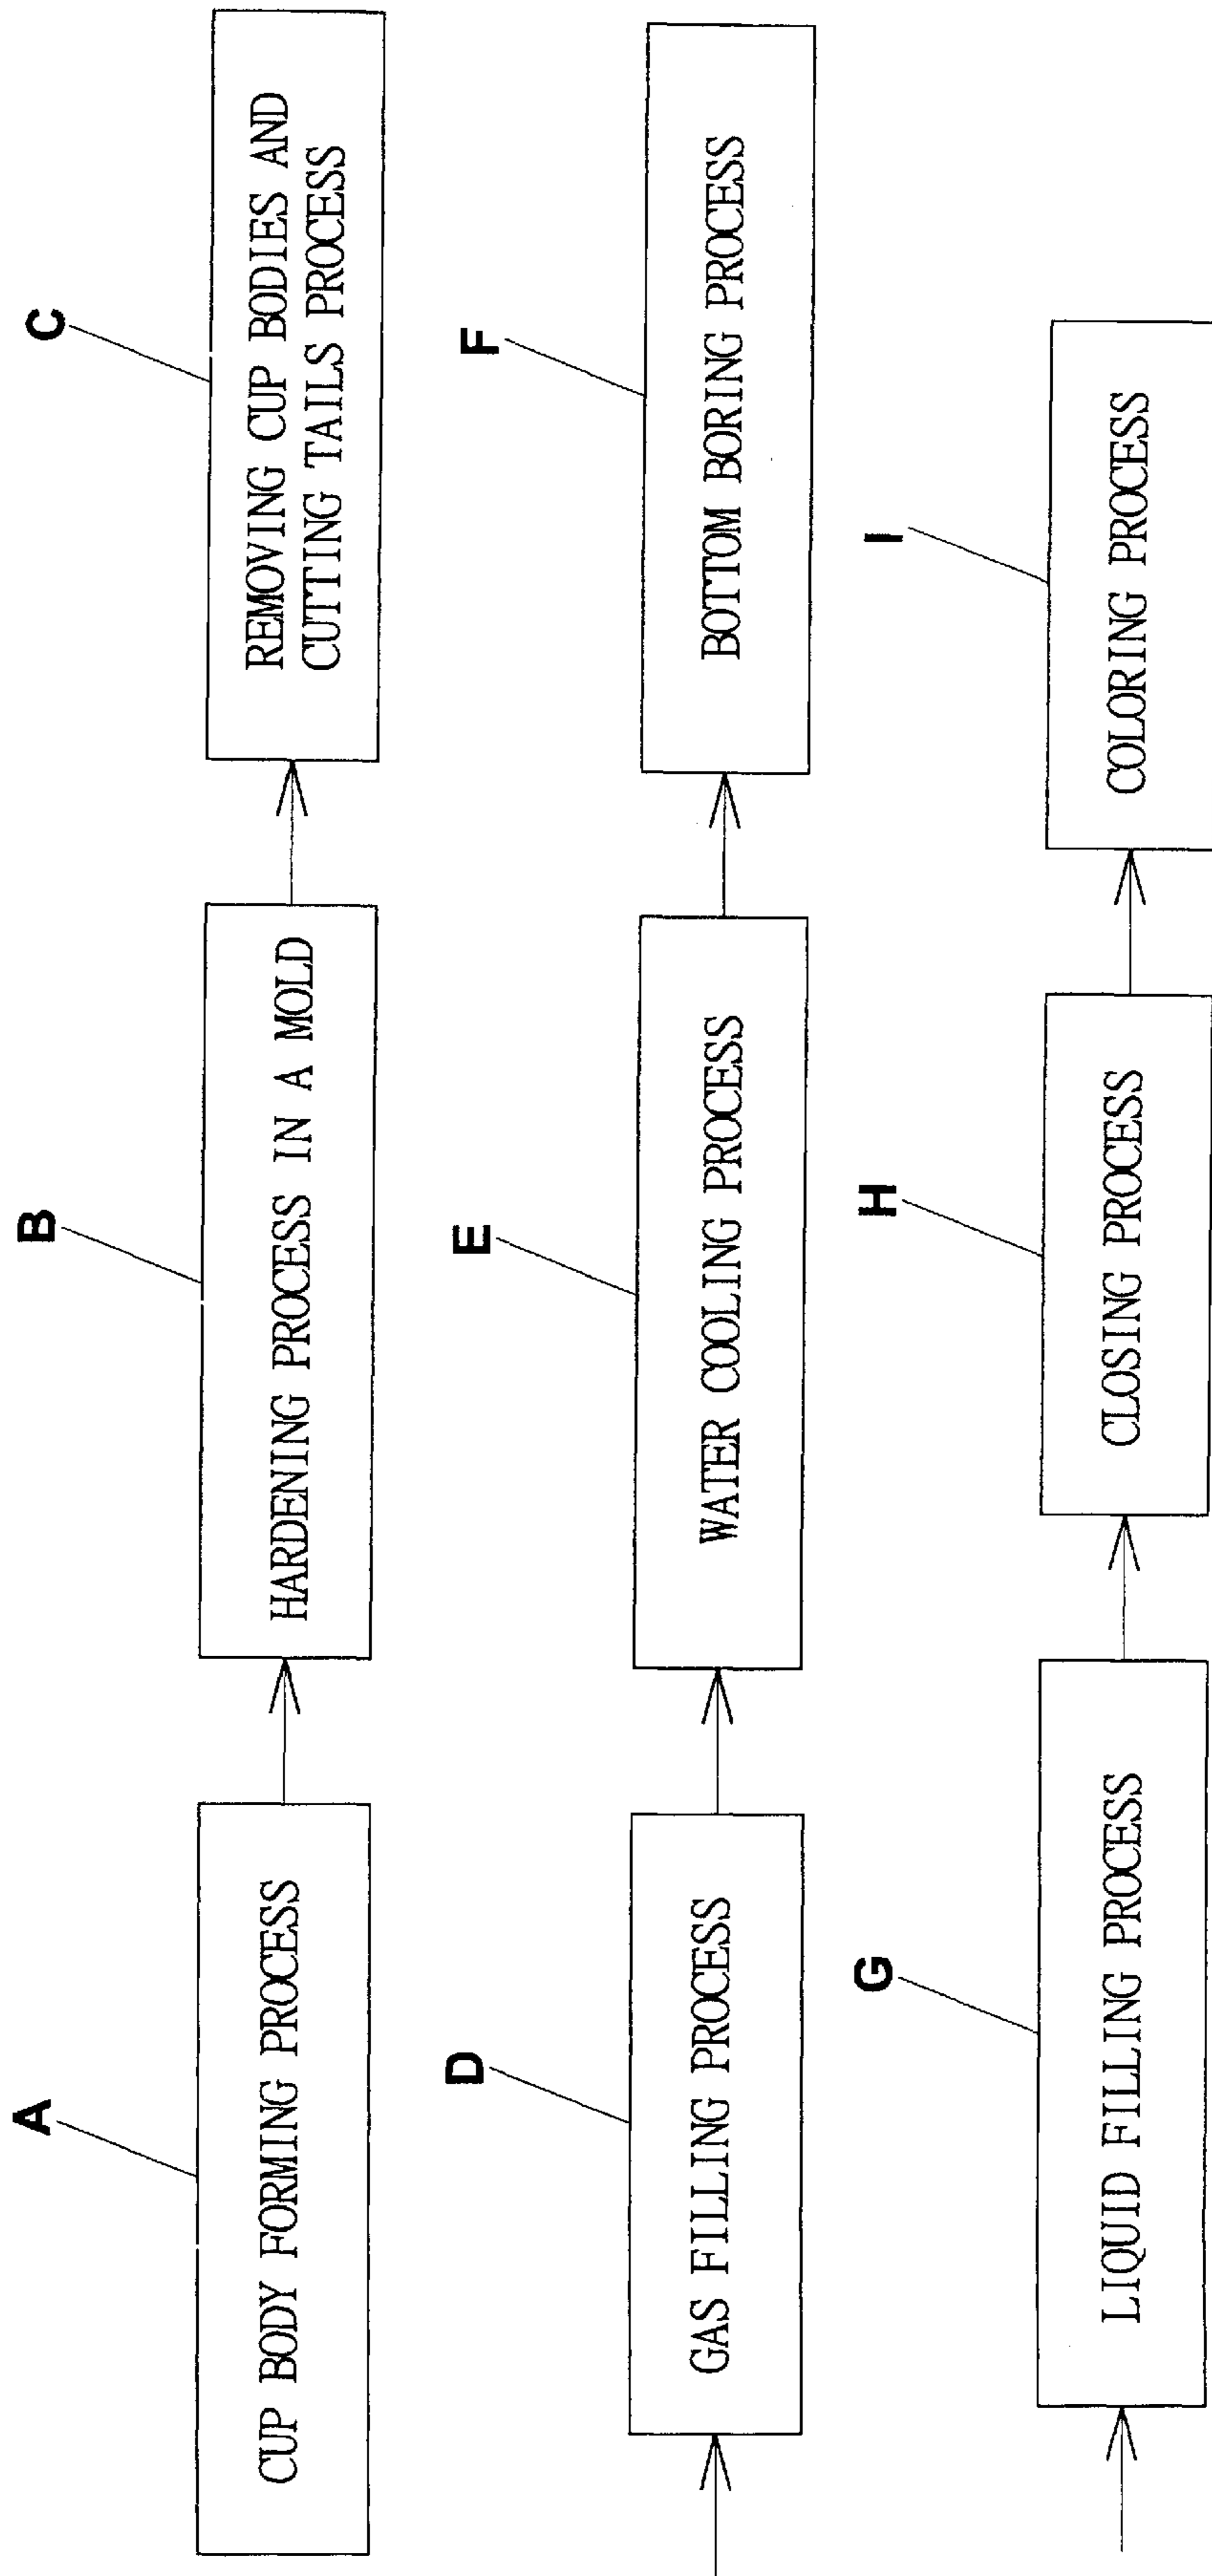 A
CUP BODY FORMING PROCESS
B
HARDENING PROCESS IN A MOLD
C
REMOVING CUP BODIES AND
CUTTING TAILS PROCESS
D
GAS FILLING PROCESS
E
WATER COOLING PROCESS
F
BOTTOM BORING PROCESS
G
LIQUID FILLING PROCESS
H
CLOSING PROCESS
I
COLORING PROCESS